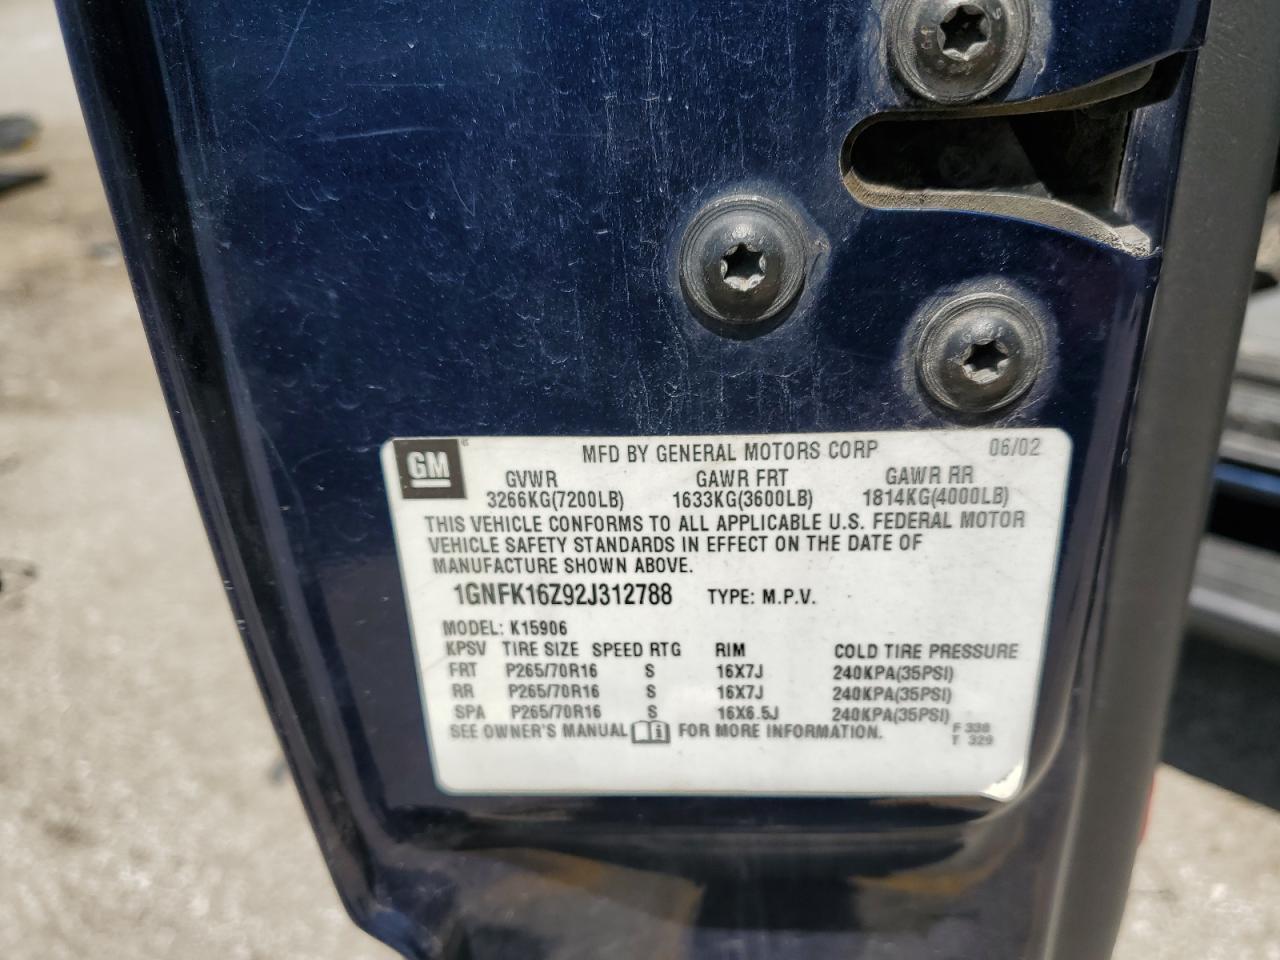 GM
MFD BY GENERAL MOTORS CORP 06/02
GVWR GAWR FRT GAWR RR
3266KG(7200LB) 1633KG(3600LB) 1814KG(4000LB)
THIS VEHICLE CONFORMS TO ALL APPLICABLE U.S. FEDERAL MOTOR
VEHICLE SAFETY STANDARDS IN EFFECT ON THE DATE OF
MANUFACTURE SHOWN ABOVE.
1GNFK16Z92J312788 TYPE: M.P.V.
MODEL: K15906
KPSV TIRE SIZE SPEED RTG RIM COLD TIRE PRESSURE
FRT P265/70R16 S 16X7J 240KPA(35PSI)
RR P265/70R16 S 16X7J 240KPA(35PSI)
SPA P265/70R16 S 16X6.5J 240KPA(35PSI)
SEE OWNER'S MANUAL FOR MORE INFORMATION.
F 338
T 329